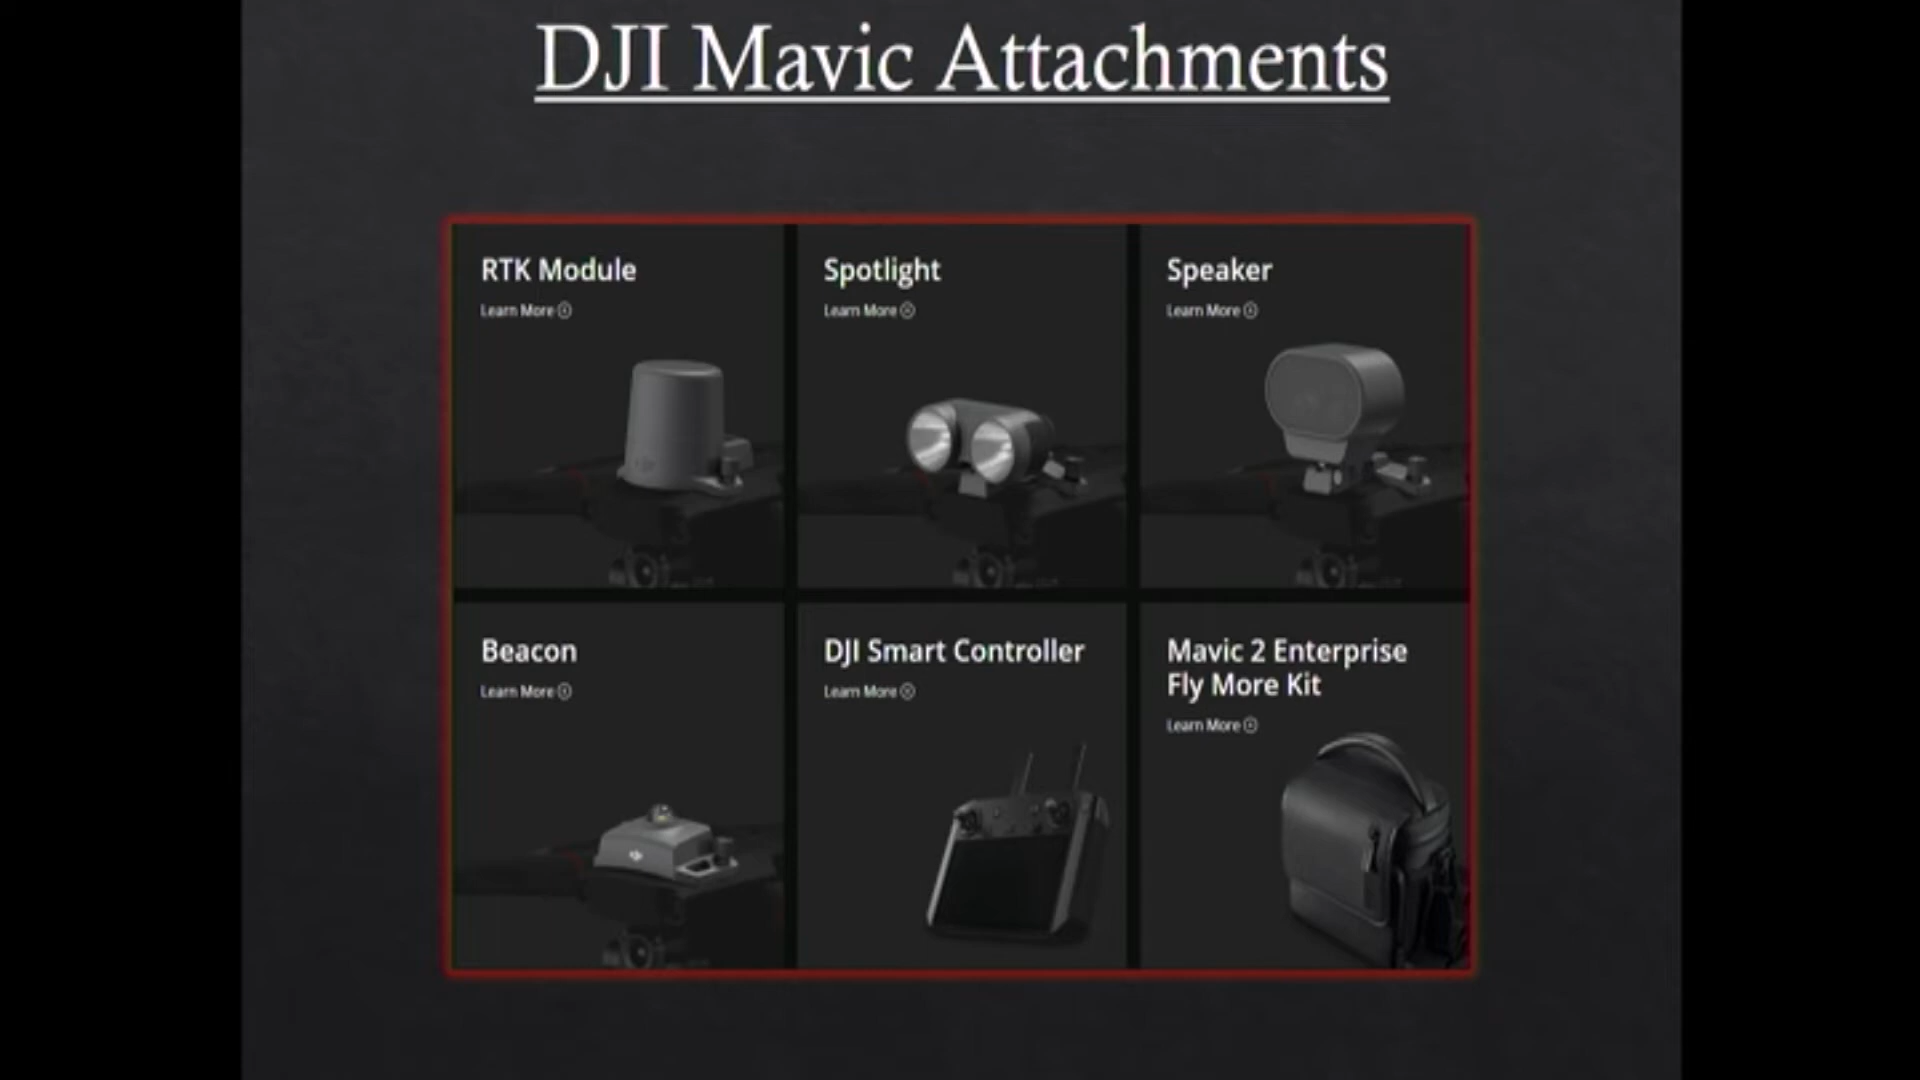 DJI Mavic Attachments
RTK Module
Learn More
Spotlight
Learn More
Speaker
Learn More
Beacon
Learn More
DJI Smart Controller
Learn More
Mavic 2 Enterprise
Fly More Kit
Learn More